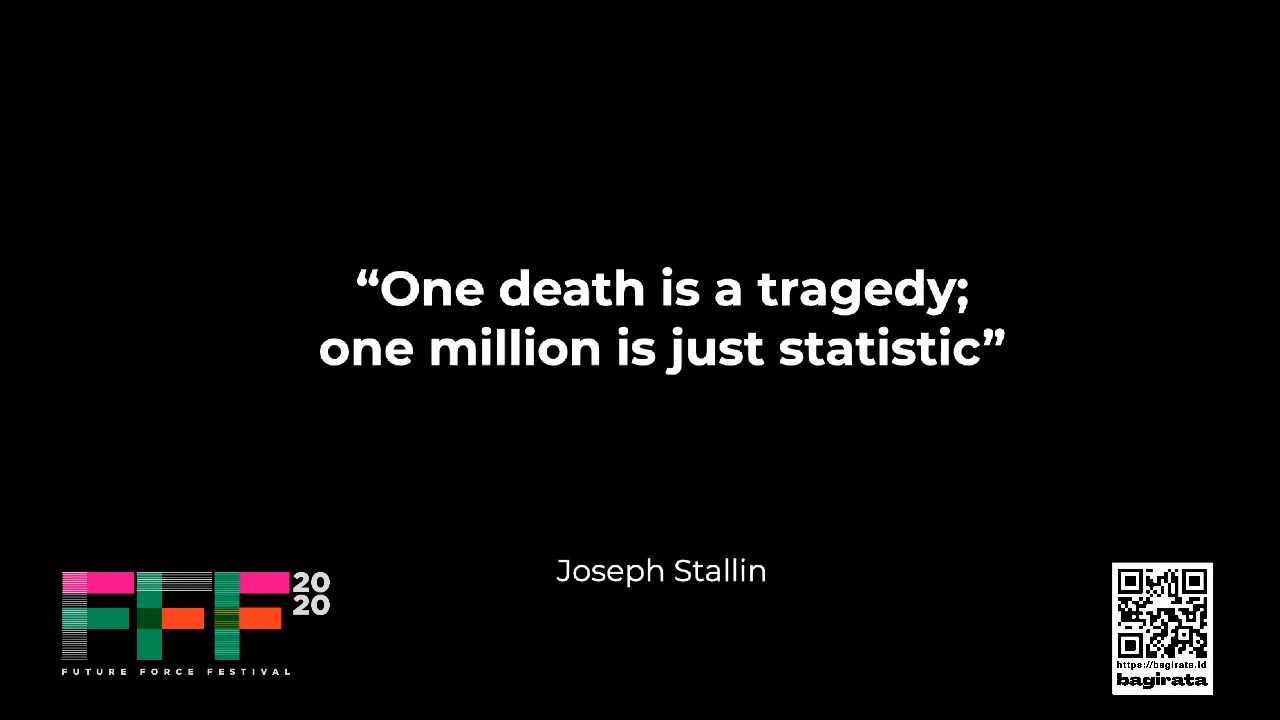 “One death is a tragedy;
one million is just statistic”
Joseph Stallin
20
20
FUTURE FORCE FESTIVAL
https://bagirata.id
bagirata